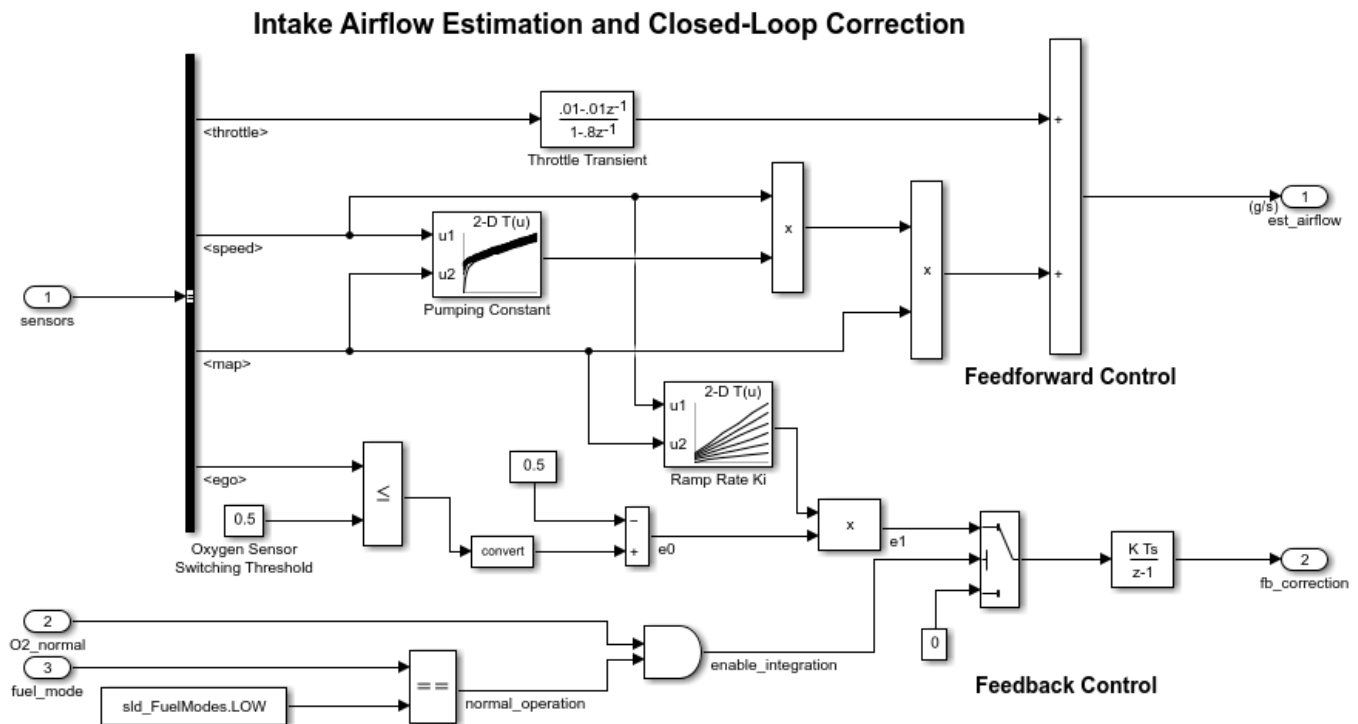 Intake Airflow Estimation and Closed-Loop Correction
<throttle>
.01-.01z-1
1-.8z-1
Throttle Transient
+
<speed>
2-D T(u)
u1
u2
Pumping Constant
x
x
+
(g/s)
1
est_airflow
1
sensors
<map>
Feedforward Control
2-D T(u)
u1
u2
Ramp Rate Ki
<ego>
0.5
Oxygen Sensor
Switching Threshold
≤
convert
0.5
−
+
e0
x
e1
K Ts
z-1
2
fb_correction
0
2
O2_normal
3
fuel_mode
sld_FuelModes.LOW
==
normal_operation
enable_integration
Feedback Control